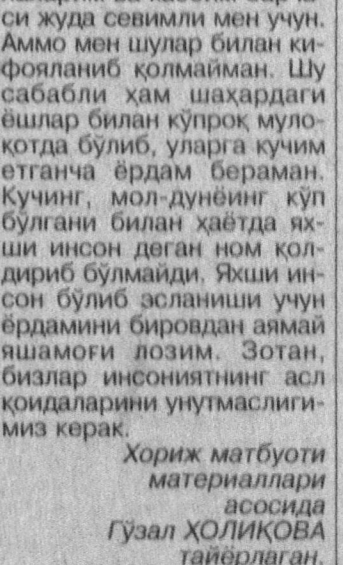 си жуда севимли мен учун.
Аммо мен шулар билан ки-
фояланиб қолмайман. Шу
сабабли ҳам шаҳардаги
ёшлар билан кўпроқ муло-
қотда бўлиб, уларга кучим
етганча ёрдам бераман.
Кучинг, мол-дунёинг кўп
бўлгани билан ҳаётда ях-
ши инсон деган ном қол-
дириб бўлмайди. Яхши ин-
сон бўлиб эсланиши учун
ёрдамини бировдан аямай
яшамоғи лозим. Зотан,
бизлар инсониятнинг асл
қоидаларини унутмаслиги-
миз керак.
Хориж матбуоти
материаллари
асосида
Гўзал ҲОЛИҚОВА
тайёрлаган.